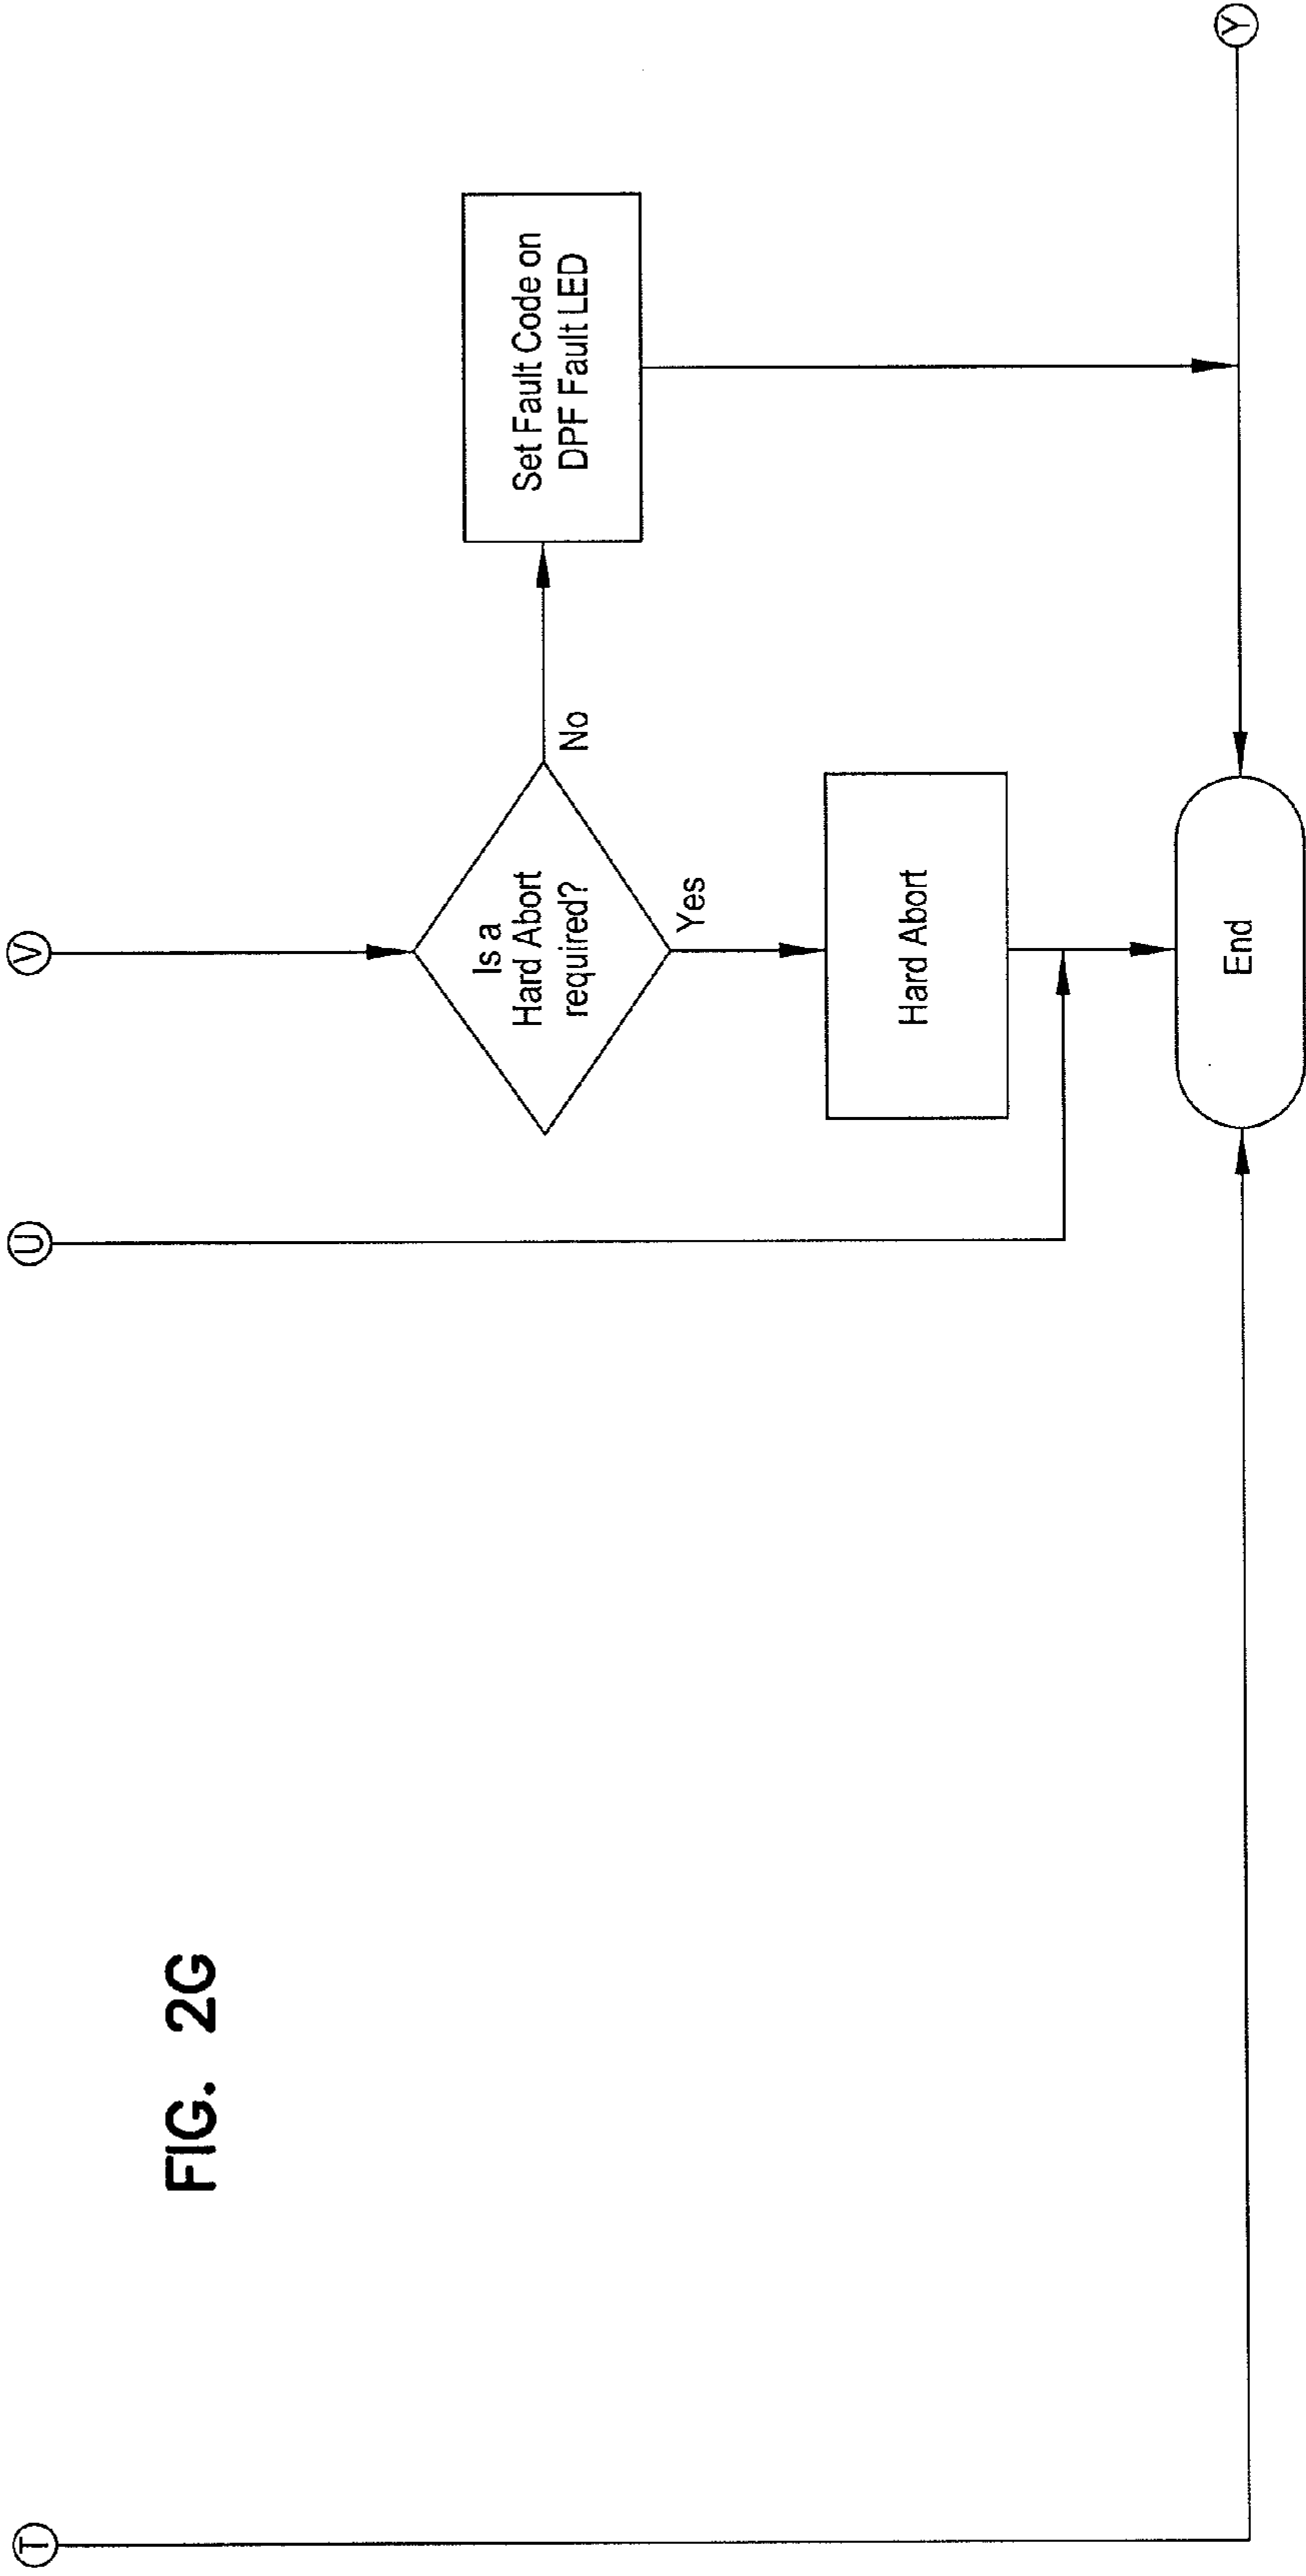 FIG. 2G
T
U
V
Is a
Hard Abort
required?
No
Set Fault Code on
DPF Fault LED
Yes
Hard Abort
End
Y